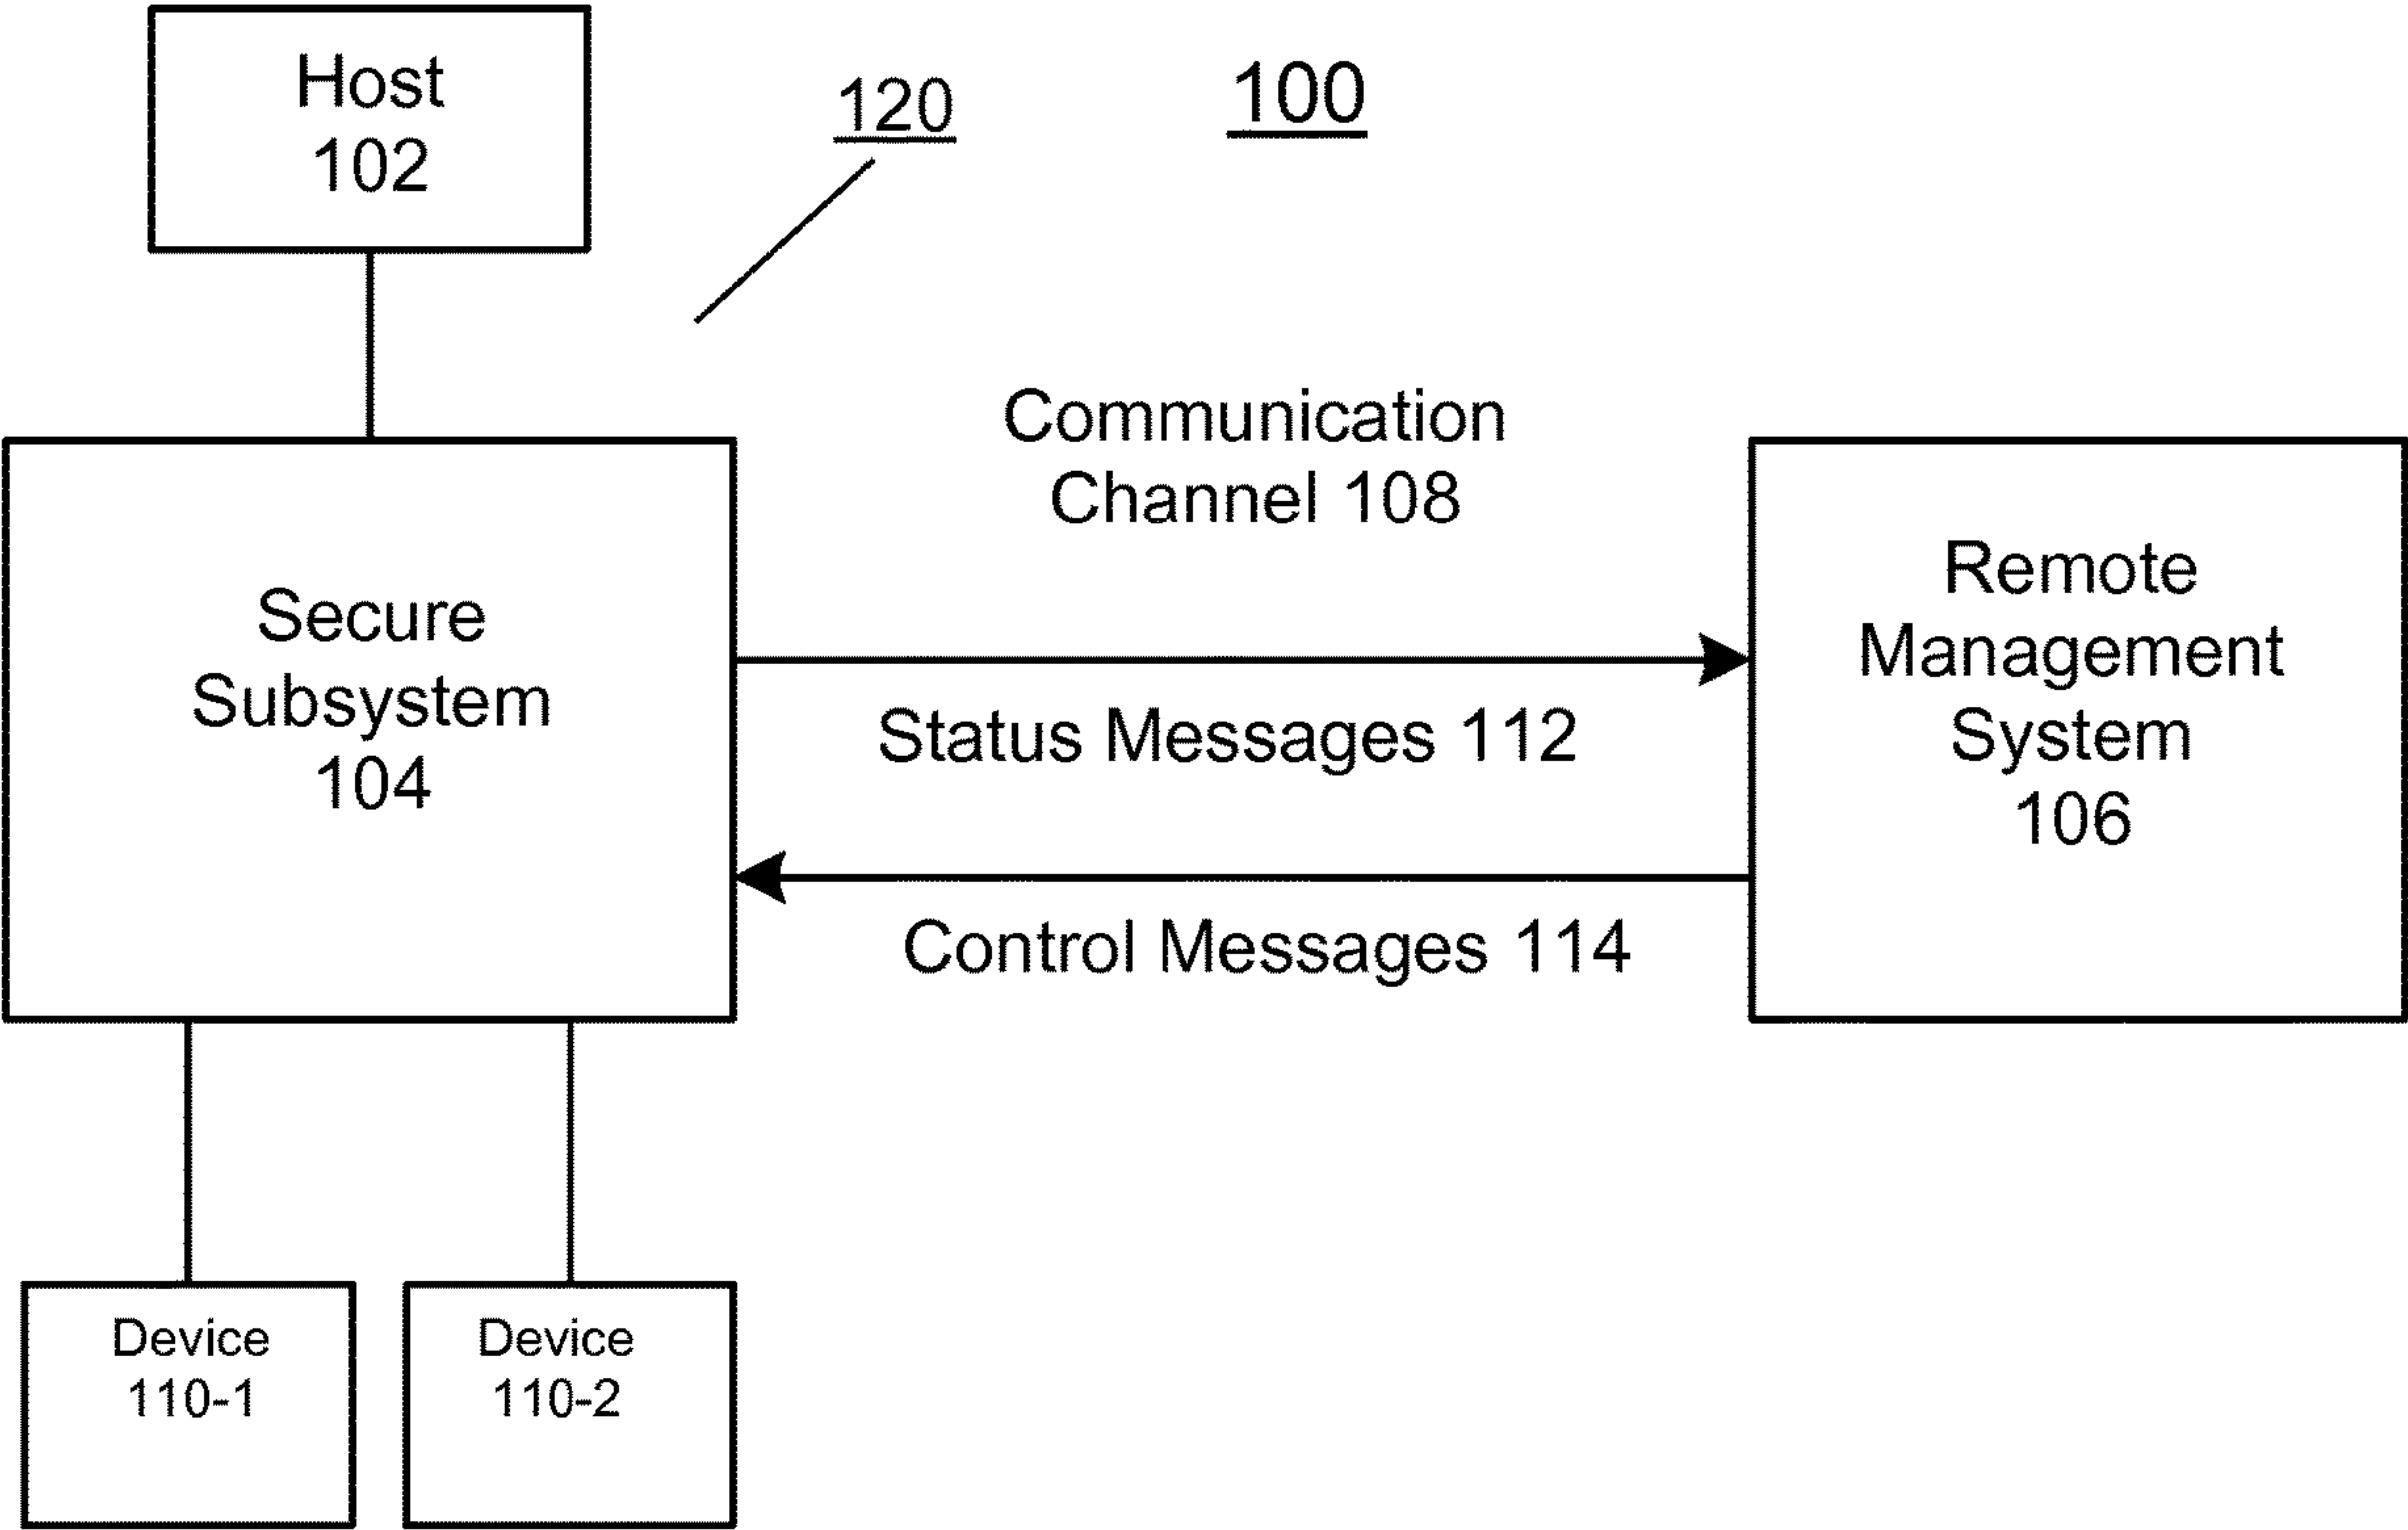 Host
102
120
100
Communication
Channel 108
Secure
Subsystem
104
Status Messages 112
Control Messages 114
Remote
Management
System
106
Device
110-1
Device
110-2